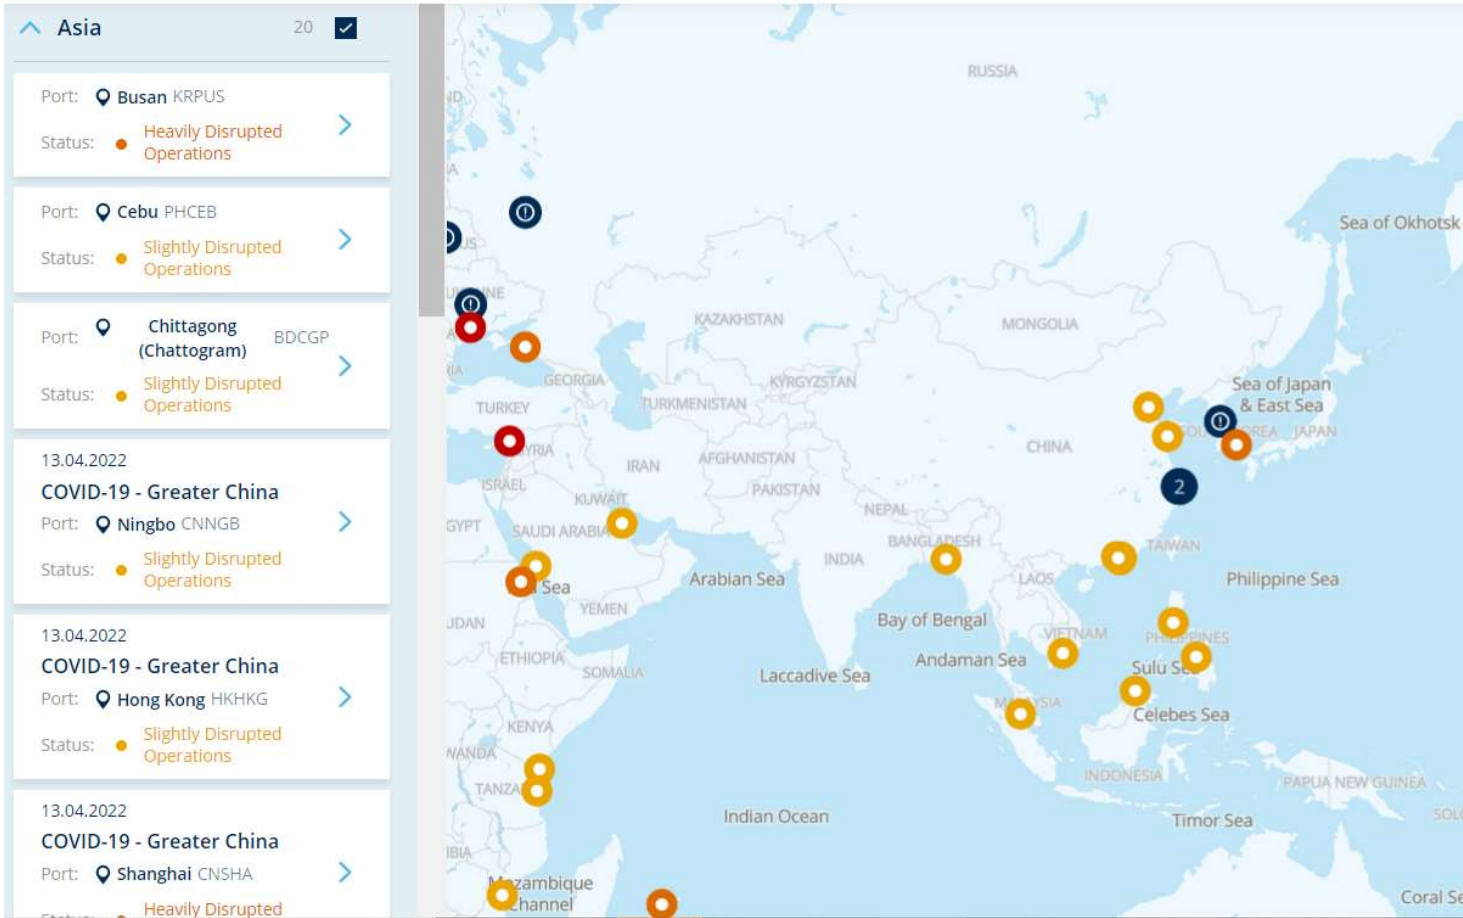 Asia 20
Port: Busan KRPUS
Status: Heavily Disrupted
Operations
Port: Cebu PHCEB
Status: Slightly Disrupted
Operations
Port: Chittagong
(Chattogram) BDCGP
Status: Slightly Disrupted
Operations
13.04.2022
COVID-19 - Greater China
Port: Ningbo CNNGB
Status: Slightly Disrupted
Operations
13.04.2022
COVID-19 - Greater China
Port: Hong Kong HKHKG
Status: Slightly Disrupted
Operations
13.04.2022
COVID-19 - Greater China
Port: Shanghai CNSHA
Heavily Disrupted
RUSSIA
Sea of Okhotsk
KAZAKHSTAN
MONGOLIA
GEORGIA
KYRGYZSTAN
Sea of Japan
& East Sea
TURKEY
TURKMENISTAN
JAPAN
CHINA
IRAN
AFGHANISTAN
ISRAEL
PAKISTAN
KUWAIT
2
NEPAL
SAUDI ARABIA
BANGLADESH
TAIWAN
INDIA
LAOS
Arabian Sea
Philippine Sea
Sea
YEMEN
Bay of Bengal
VIETNAM
ETHIOPIA
SOMALIA
Andaman Sea
Laccadive Sea
Sulu
Celebes Sea
KENYA
INDONESIA
PAPUA NEW GUINEA
Indian Ocean
Timor Sea
Channel
Coral